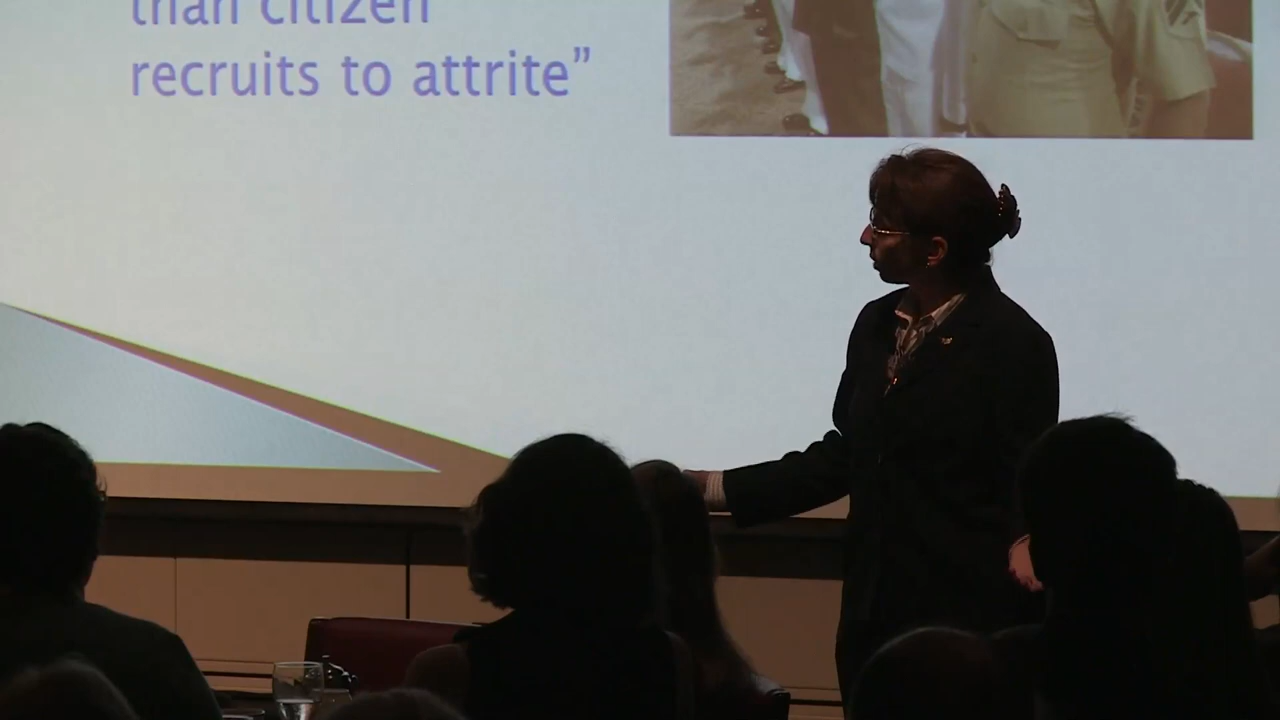 than citizen
recruits to attrite”